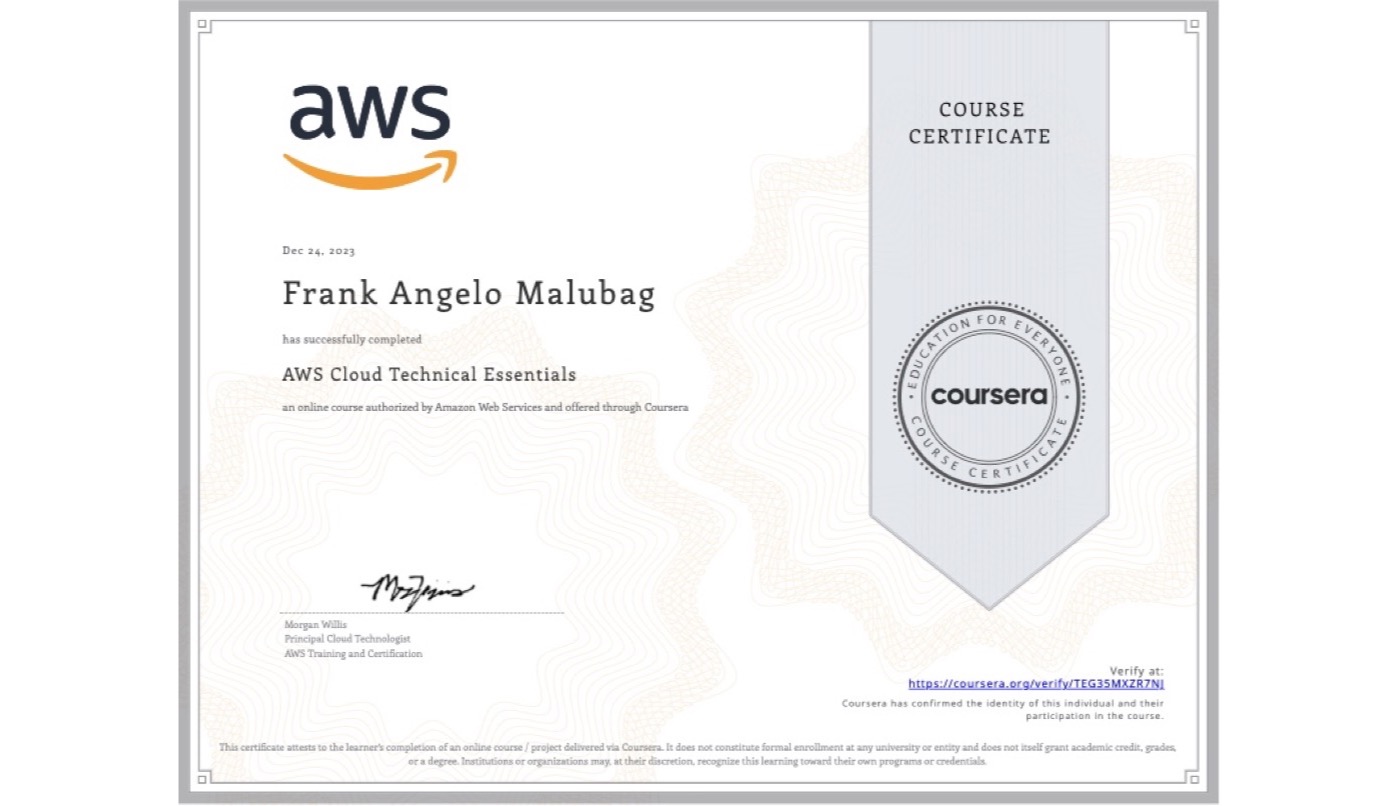 aws
COURSE
CERTIFICATE
Dec 24, 2023
Frank Angelo Malubag
has successfully completed
AWS Cloud Technical Essentials
an online course authorized by Amazon Web Services and offered through Coursera
EDUCATION FOR EVERYONE
coursera
COURSE CERTIFICATE
Morgan Willis
Principal Cloud Technologist
AWS Training and Certification
Verify at:
https://coursera.org/verify/TEG35MXZR7NJ
Coursera has confirmed the identity of this individual and their
participation in the course.
This certificate attests to the learner's completion of an online course / project delivered via Coursera. It does not constitute formal enrollment at any university or entity and does not itself grant academic credit, grades,
or a degree. Institutions or organizations may, at their discretion, recognize this learning toward their own programs or credentials.